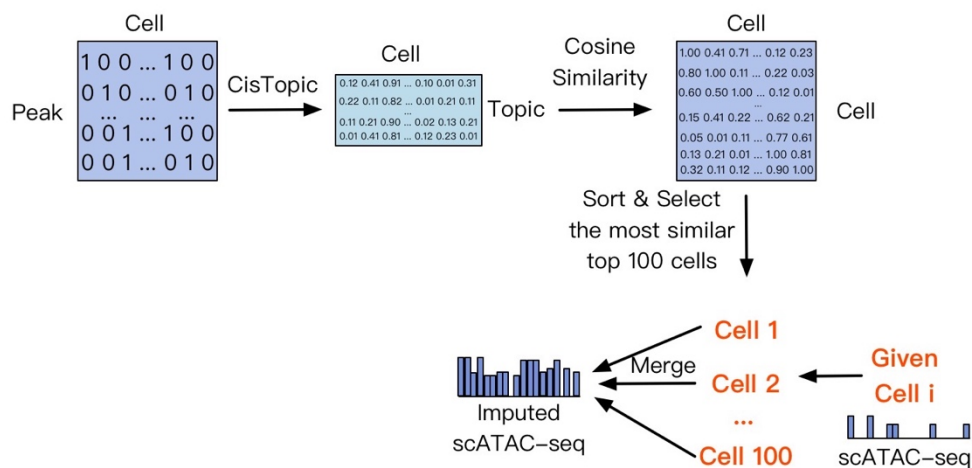 Cell
Peak
1 0 0 ... 1 0 0
0 1 0 ... 0 1 0
... ... ...
0 0 1 ... 1 0 0
0 0 1 ... 0 1 0
CisTopic
Cell
0.12 0.41 0.91 ... 0.10 0.01 0.31
0.22 0.11 0.82 ... 0.01 0.21 0.11
...
0.11 0.21 0.90 ... 0.02 0.13 0.21
0.01 0.41 0.81 ... 0.12 0.23 0.01
Topic
Cosine
Similarity
Cell
1.00 0.41 0.71 ... 0.12 0.23
0.80 1.00 0.11 ... 0.22 0.03
0.60 0.50 1.00 ... 0.12 0.01
...
0.15 0.41 0.22 ... 0.62 0.21
0.05 0.01 0.11 ... 0.77 0.61
0.13 0.21 0.01 ... 1.00 0.81
0.32 0.11 0.12 ... 0.90 1.00
Cell
Sort & Select
the most similar
top 100 cells
Cell 1
Cell 2
...
Cell 100
Merge
Given
Cell i
scATAC-seq
Imputed
scATAC-seq